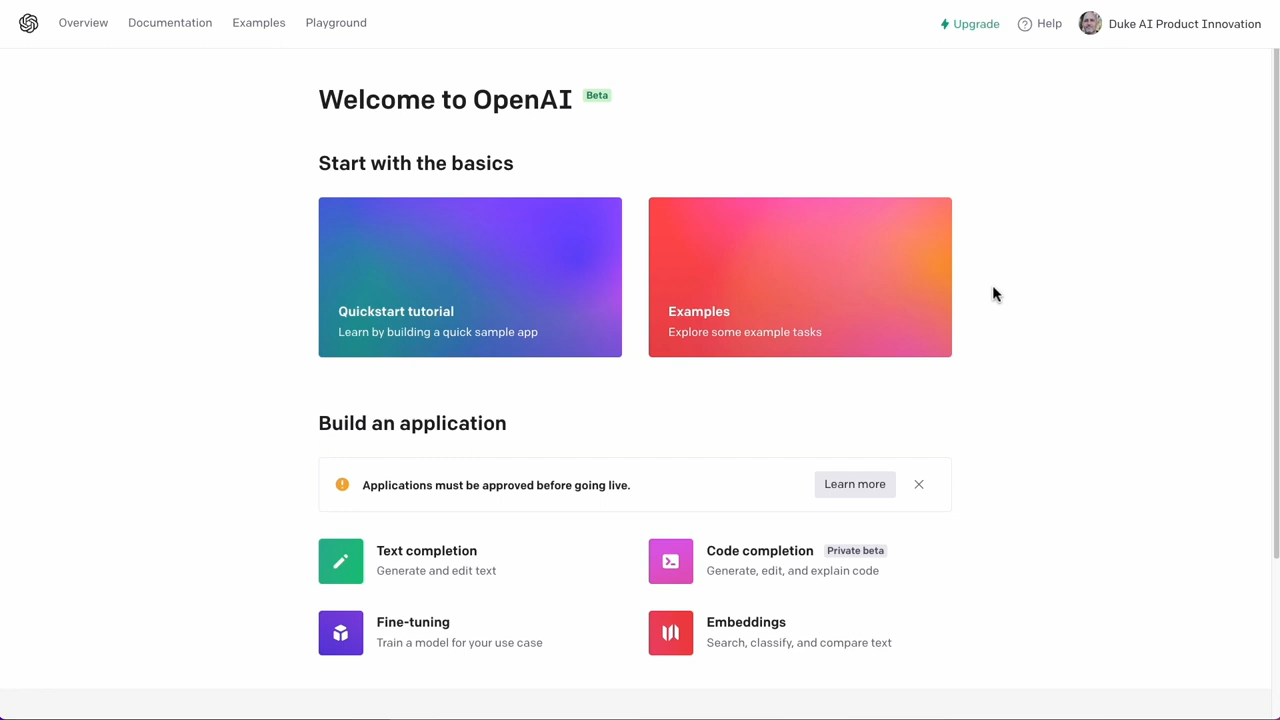 Overview Documentation Examples Playground Upgrade Help Duke AI Product Innovation
Welcome to OpenAI Beta
Start with the basics
Quickstart tutorial
Learn by building a quick sample app
Examples
Explore some example tasks
Build an application
Applications must be approved before going live. Learn more
Text completion
Generate and edit text
Code completion Private beta
Generate, edit, and explain code
Fine-tuning
Train a model for your use case
Embeddings
Search, classify, and compare text